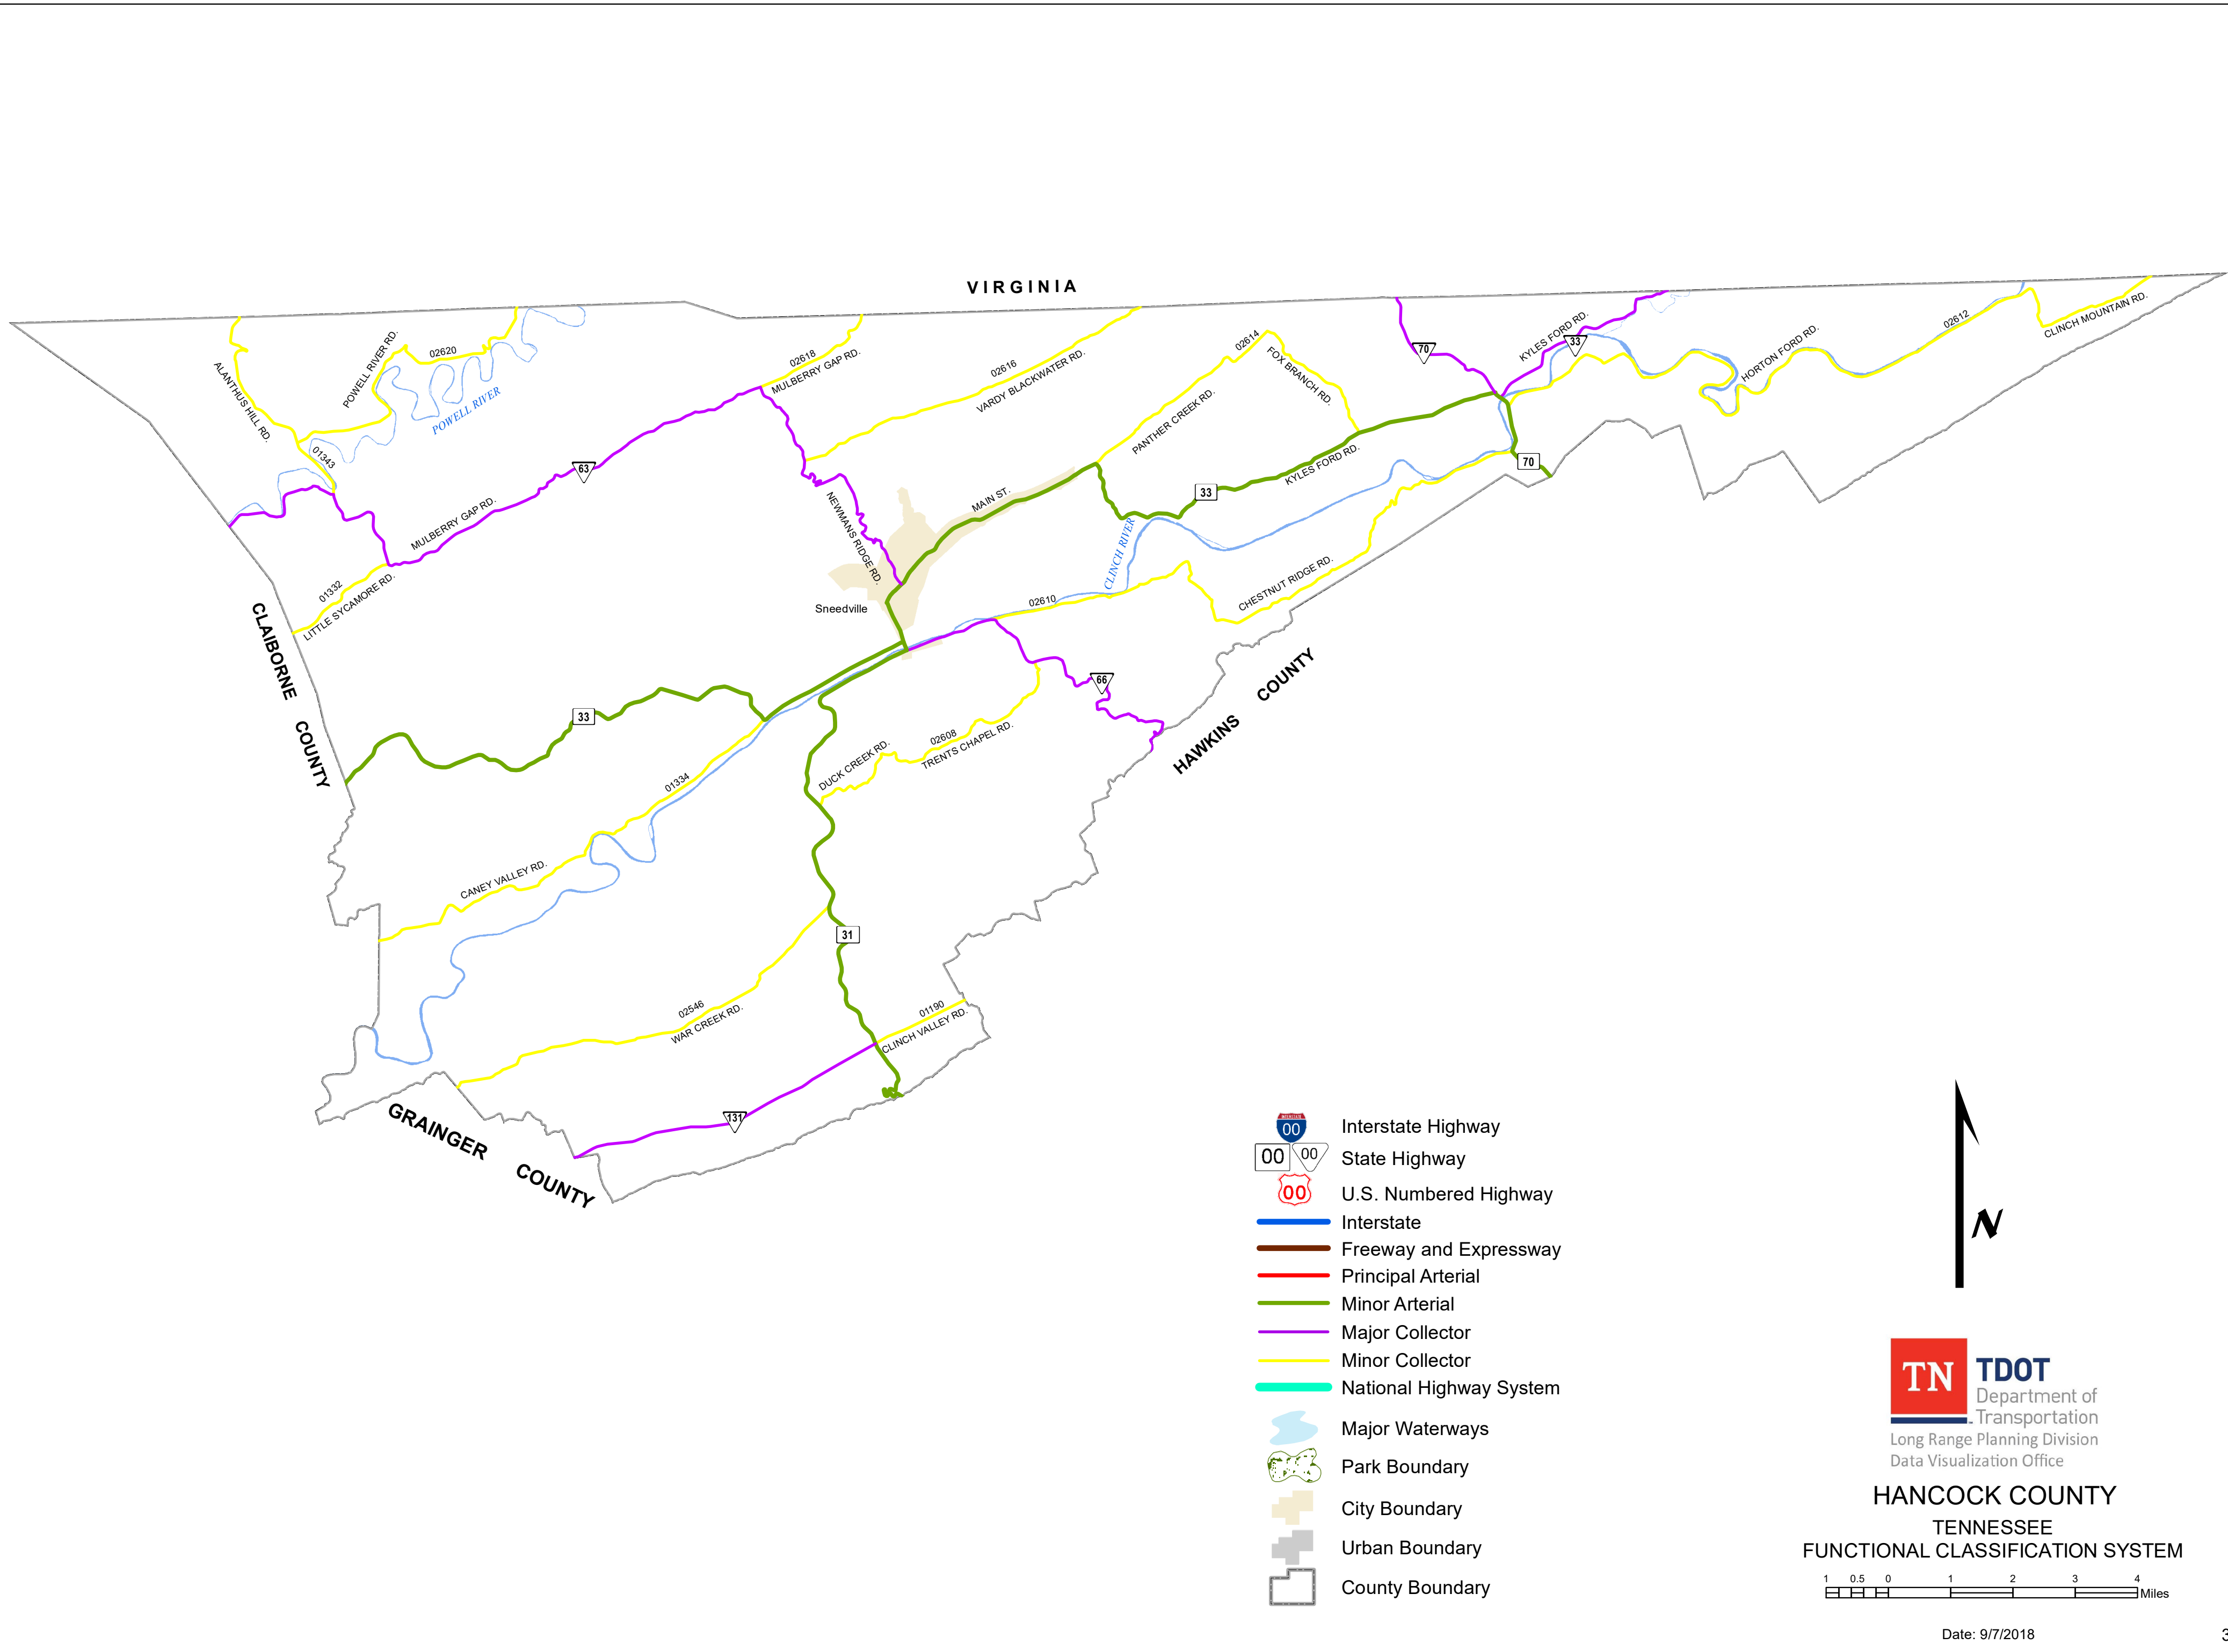 VIRGINIA
ALANTHUS HILL RD.
POWELL RIVER RD.
02620
POWELL RIVER
01343
63
MULBERRY GAP RD.
01332
LITTLE SYCAMORE RD.
02618
MULBERRY GAP RD.
02616
VARDY BLACKWATER RD.
02614
FOX BRANCH RD.
PANTHER CREEK RD.
70
KYLES FORD RD.
33
HORTON FORD RD.
02612
CLINCH MOUNTAIN RD.
NEWMANS RIDGE RD.
MAIN ST.
33
KYLES FORD RD.
70
CLINCH RIVER
CHESTNUT RIDGE RD.
02610
Sneedville
CLAIBORNE COUNTY
33
66
HAWKINS COUNTY
DUCK CREEK RD.
02608
TRENTS CHAPEL RD.
01334
CANEY VALLEY RD.
31
02546
WAR CREEK RD.
01190
CLINCH VALLEY RD.
131
GRAINGER COUNTY
00
Interstate Highway
00 00
State Highway
00
U.S. Numbered Highway
Interstate
Freeway and Expressway
Principal Arterial
Minor Arterial
Major Collector
Minor Collector
National Highway System
Major Waterways
Park Boundary
City Boundary
Urban Boundary
County Boundary
N
TN
TDOT
Department of
Transportation
Long Range Planning Division
Data Visualization Office
HANCOCK COUNTY
TENNESSEE
FUNCTIONAL CLASSIFICATION SYSTEM
1 0.5 0 1 2 3 4
Miles
Date: 9/7/2018